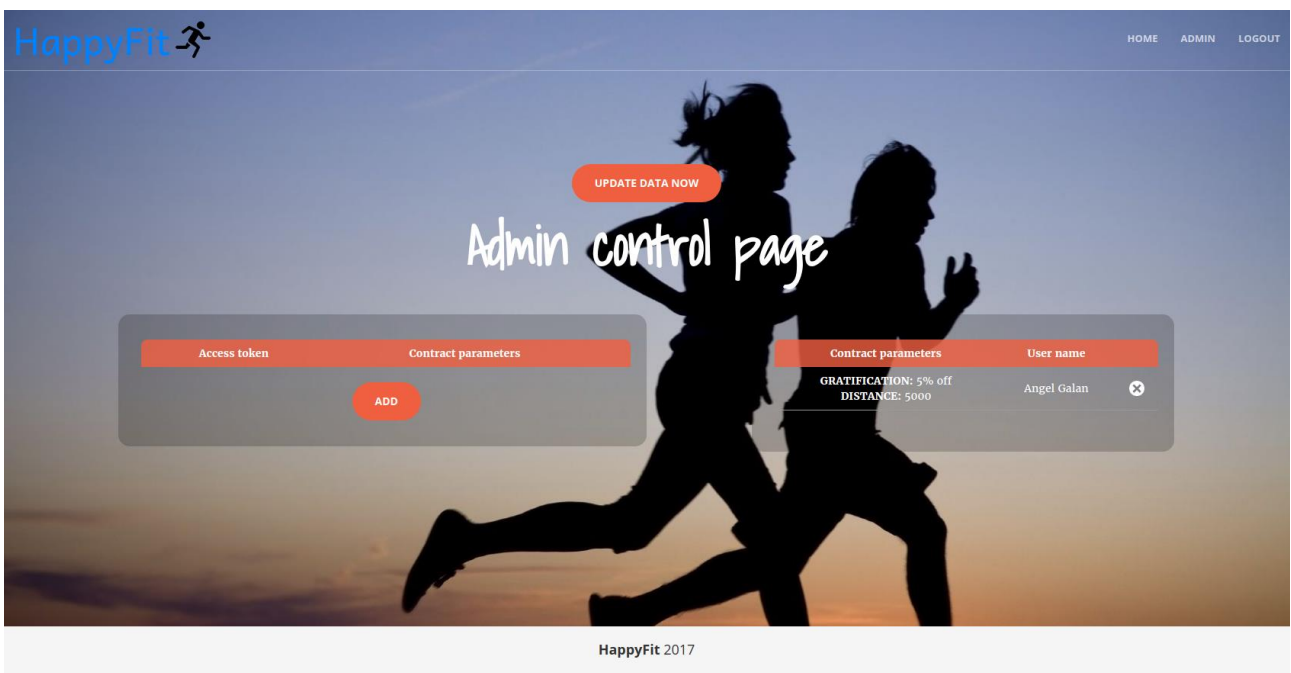 HappyFit
HOME ADMIN LOGOUT
UPDATE DATA NOW
Admin control page
Access token Contract parameters
ADD
Contract parameters User name
GRATIFICATION: 5% off
DISTANCE: 5000
Angel Galan
HappyFit 2017